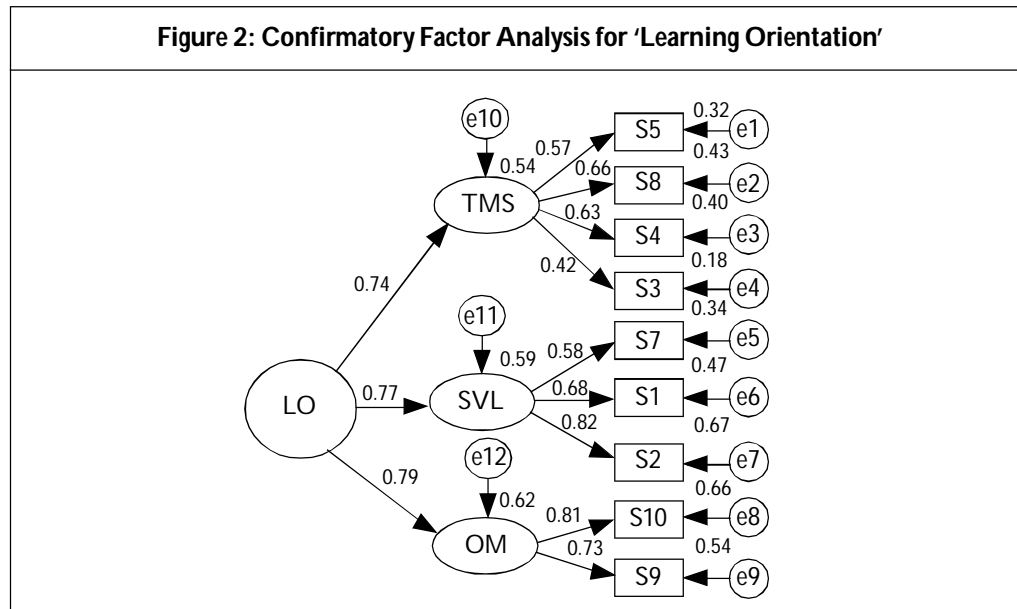 Figure 2: Confirmatory Factor Analysis for ‘Learning Orientation’
e10
0.32
S5
e1
0.57
0.43
0.54
0.66
S8
e2
TMS
0.40
0.63
S4
e3
0.42
0.18
S3
e4
0.74
0.34
e11
S7
e5
0.58
0.59
0.47
0.77
0.68
LO
SVL
S1
e6
0.82
0.67
e12
S2
e7
0.79
0.66
0.62
0.81
S10
e8
OM
0.73
0.54
S9
e9